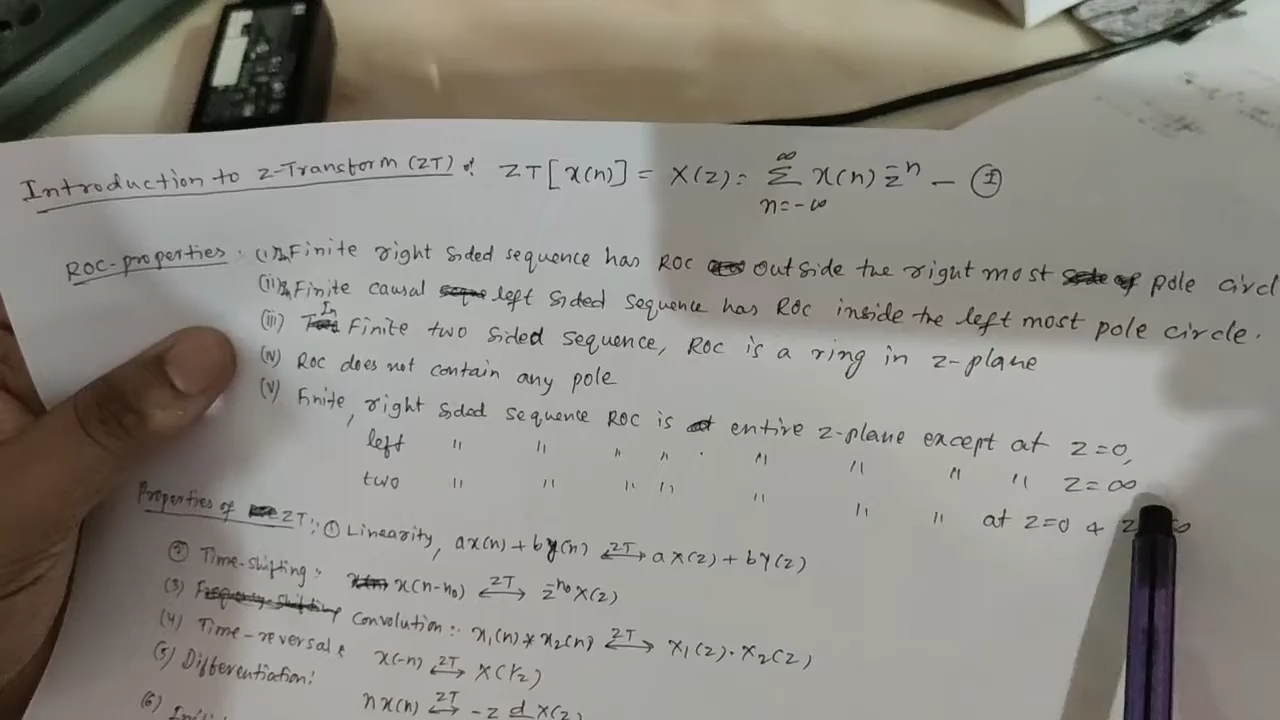 Introduction to Z-Transform (ZT) : ZT[x(n)] = X(z) = ∞ Σ n=-∞ x(n) z^-n — (I)
ROC-properties : (i) In Finite right sided sequence has ROC outside the right most pole circl
(ii) In Finite causal left sided sequence has ROC inside the left most pole circle.
(iii) In Finite two sided sequence, ROC is a ring in z-plane
(iv) ROC does not contain any pole
(v) Finite, right sided sequence ROC is entire z-plane except at z=0,
left " " " " " " " " z=∞
two " " " " " " " at z=0 &
Properties of ZT :, ① Linearity, ax(n) + by(n) ⟷ZT aX(z) + bY(z)
② Time-shifting : x(n-n₀) ⟷ZT z^-n₀ X(z)
(3) Convolution : x₁(n) * x₂(n) ⟷ZT X₁(z) . X₂(z)
(4) Time-reversal : x(-n) ⟷ZT X(1/z)
(5) Differentiation : nx(n) ⟷ZT -z d X(z)
(6)